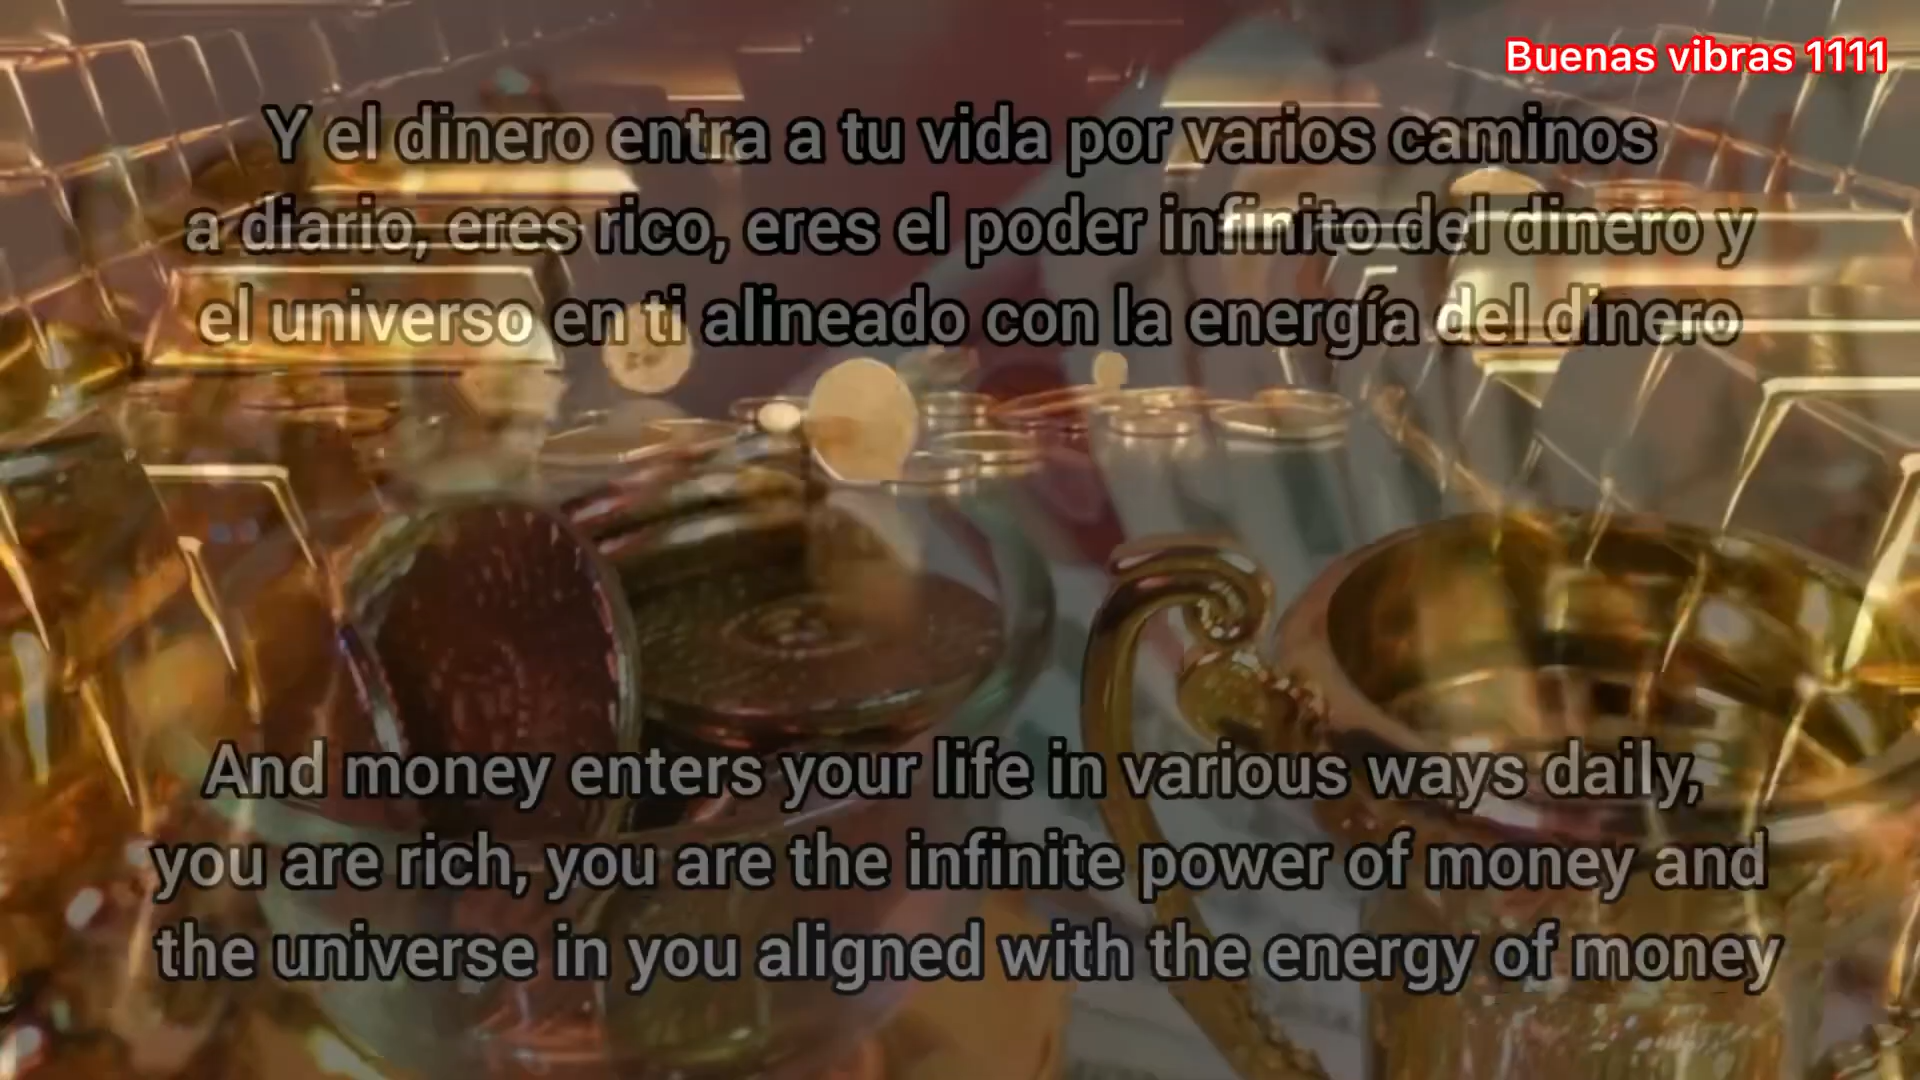 Buenas vibras 1111
Y el dinero entra a tu vida por varios caminos
a diario, eres rico, eres el poder infinito del dinero y
el universo en ti alineado con la energía del dinero
And money enters your life in various ways daily,
you are rich, you are the infinite power of money and
the universe in you aligned with the energy of money